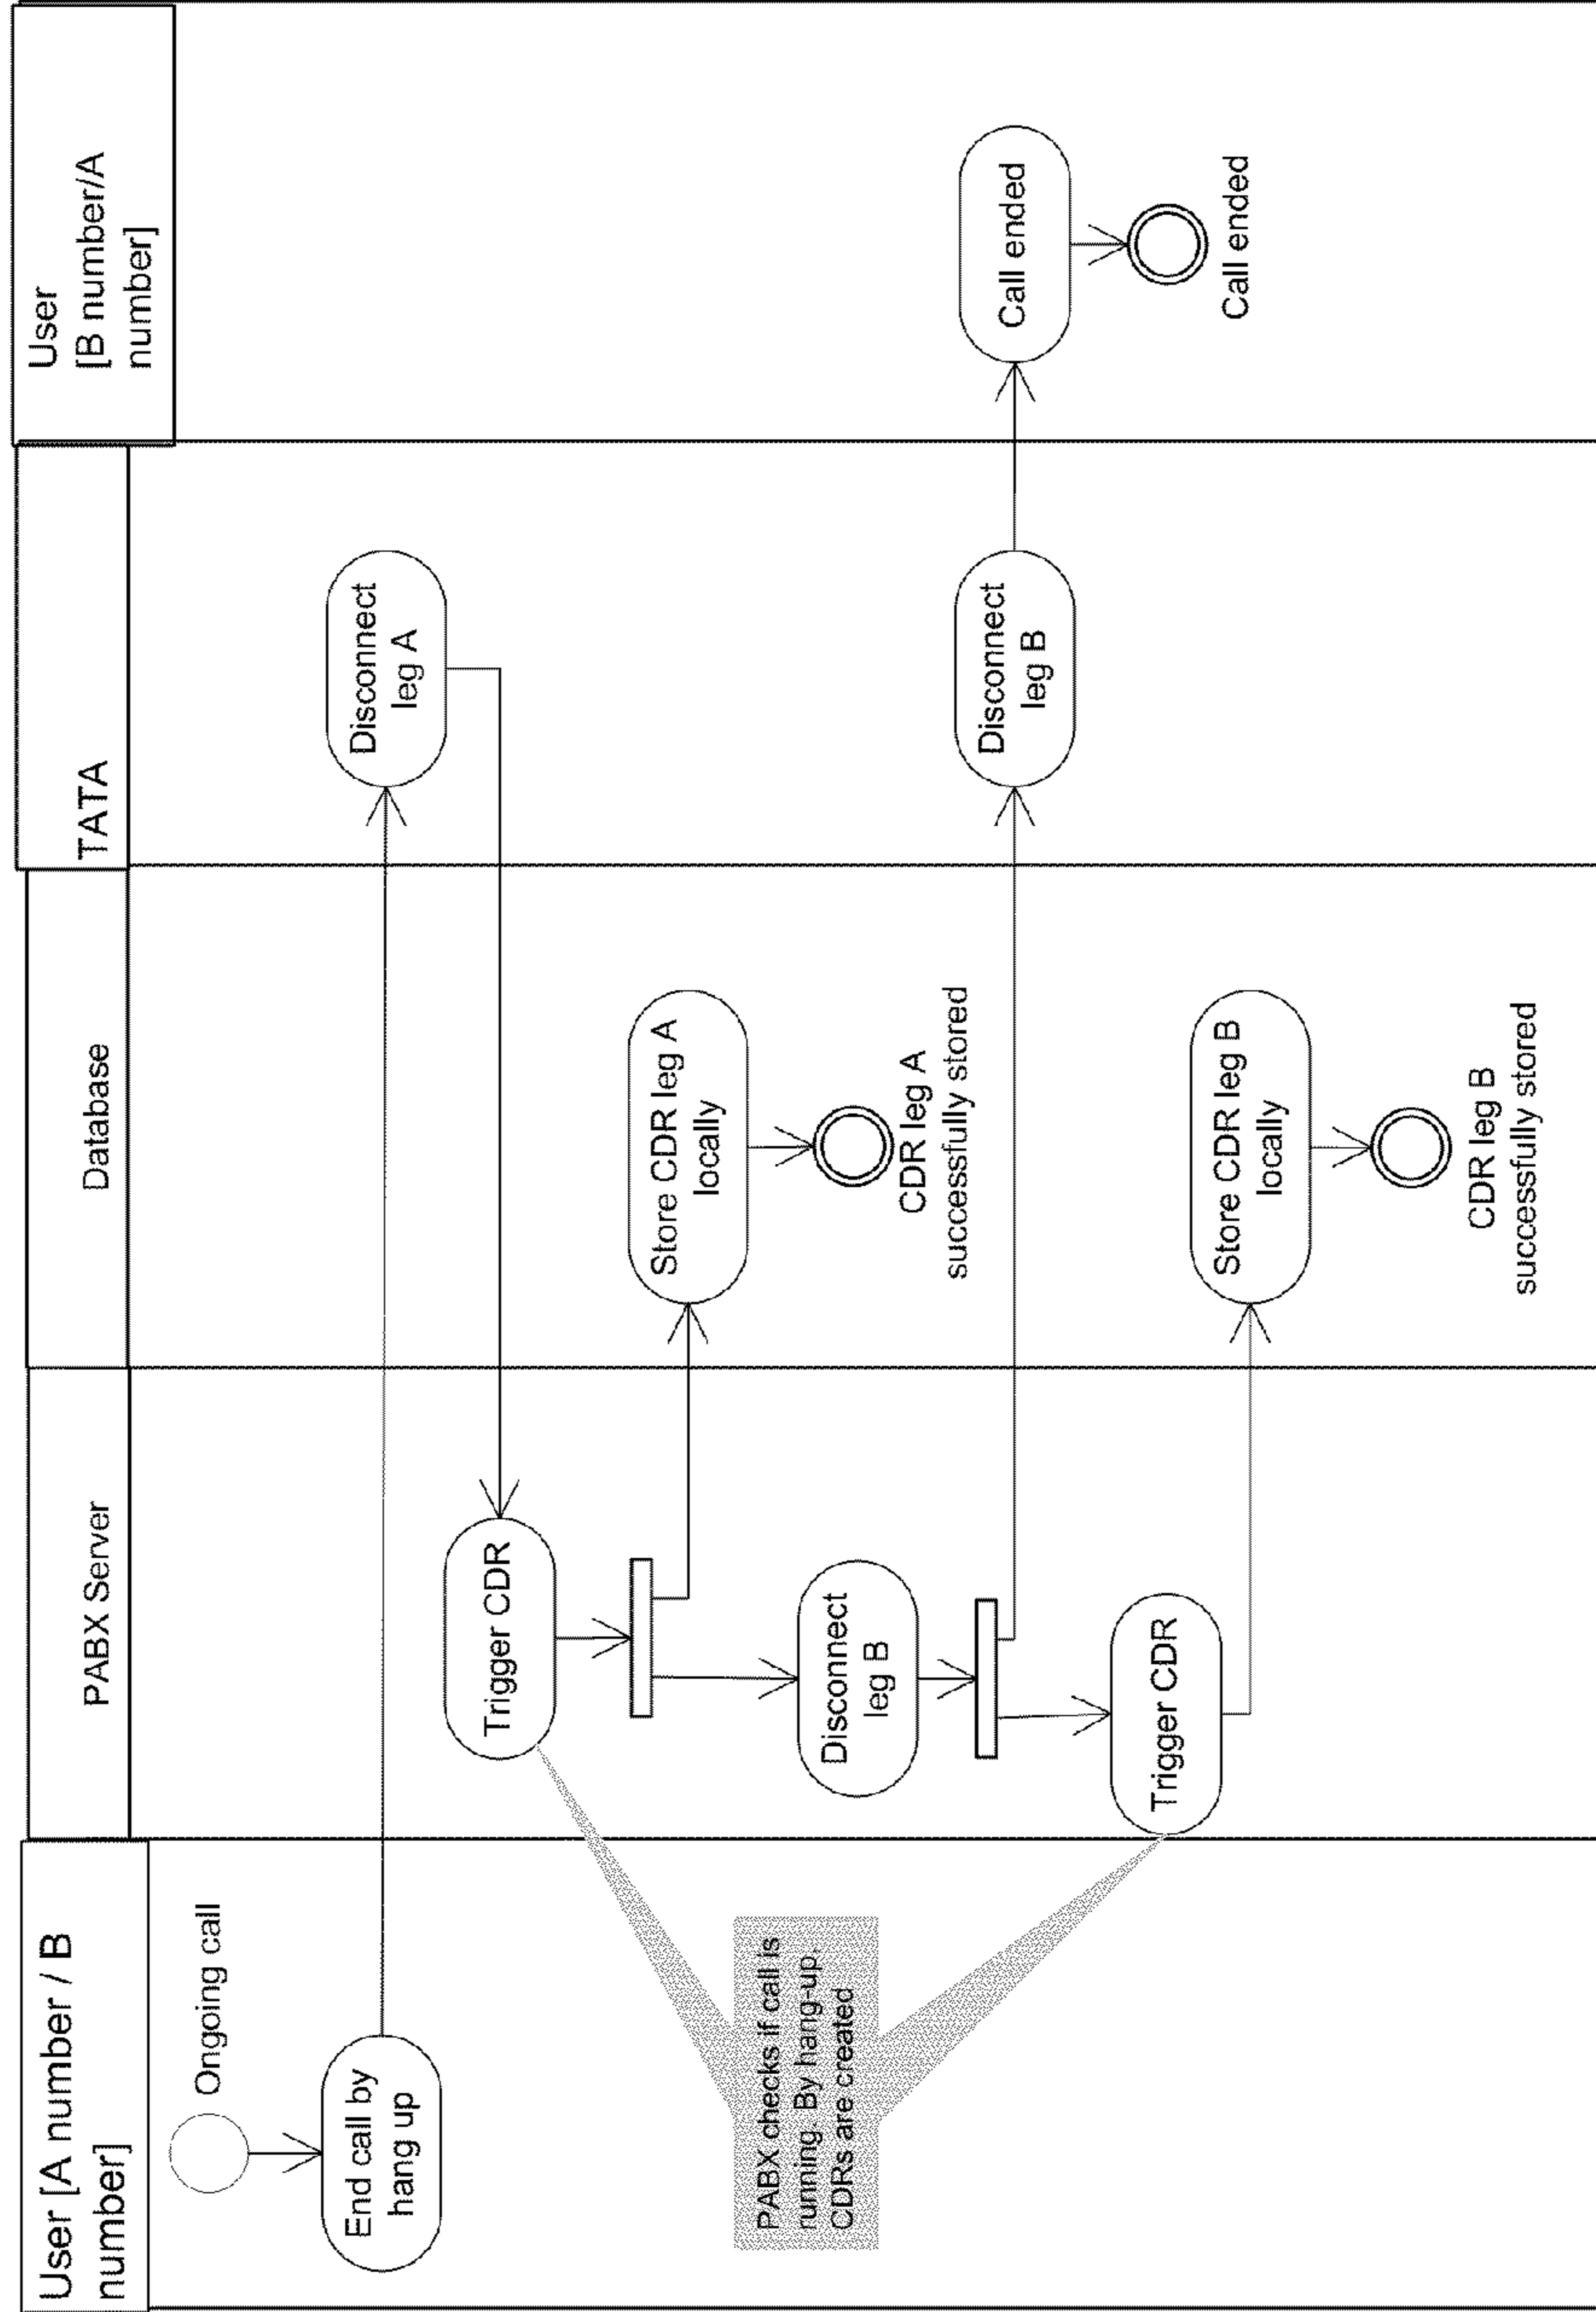 User [A number / B
number]
PABX Server
Database
TATA
User
[B number/A
number]
Ongoing call
End call by
hang up
Disconnect
leg A
Trigger CDR
Store CDR leg A
locally
CDR leg A
successfully stored
PABX checks if call is
running. By hang-up,
CDRs are created
Disconnect
leg B
Disconnect
leg B
Call ended
Call ended
Trigger CDR
Store CDR leg B
locally
CDR leg B
successfully stored